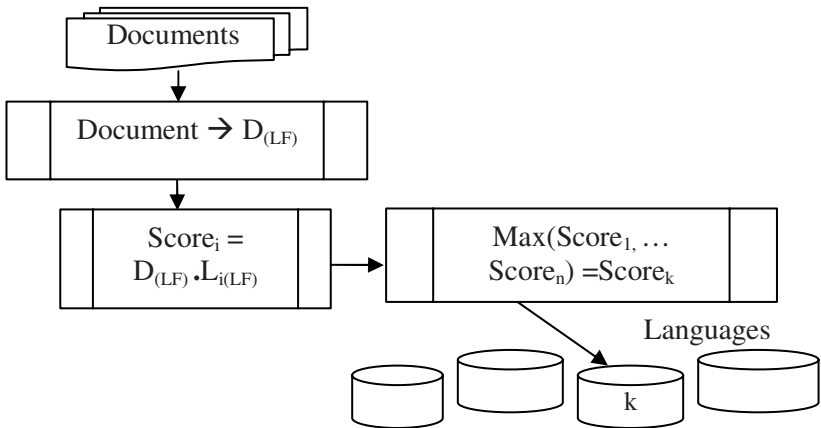 Documents
Document → D(LF)
Scorei =
D(LF) .Li(LF)
Max(Score1, …
Scoren) =Scorek
Languages
k